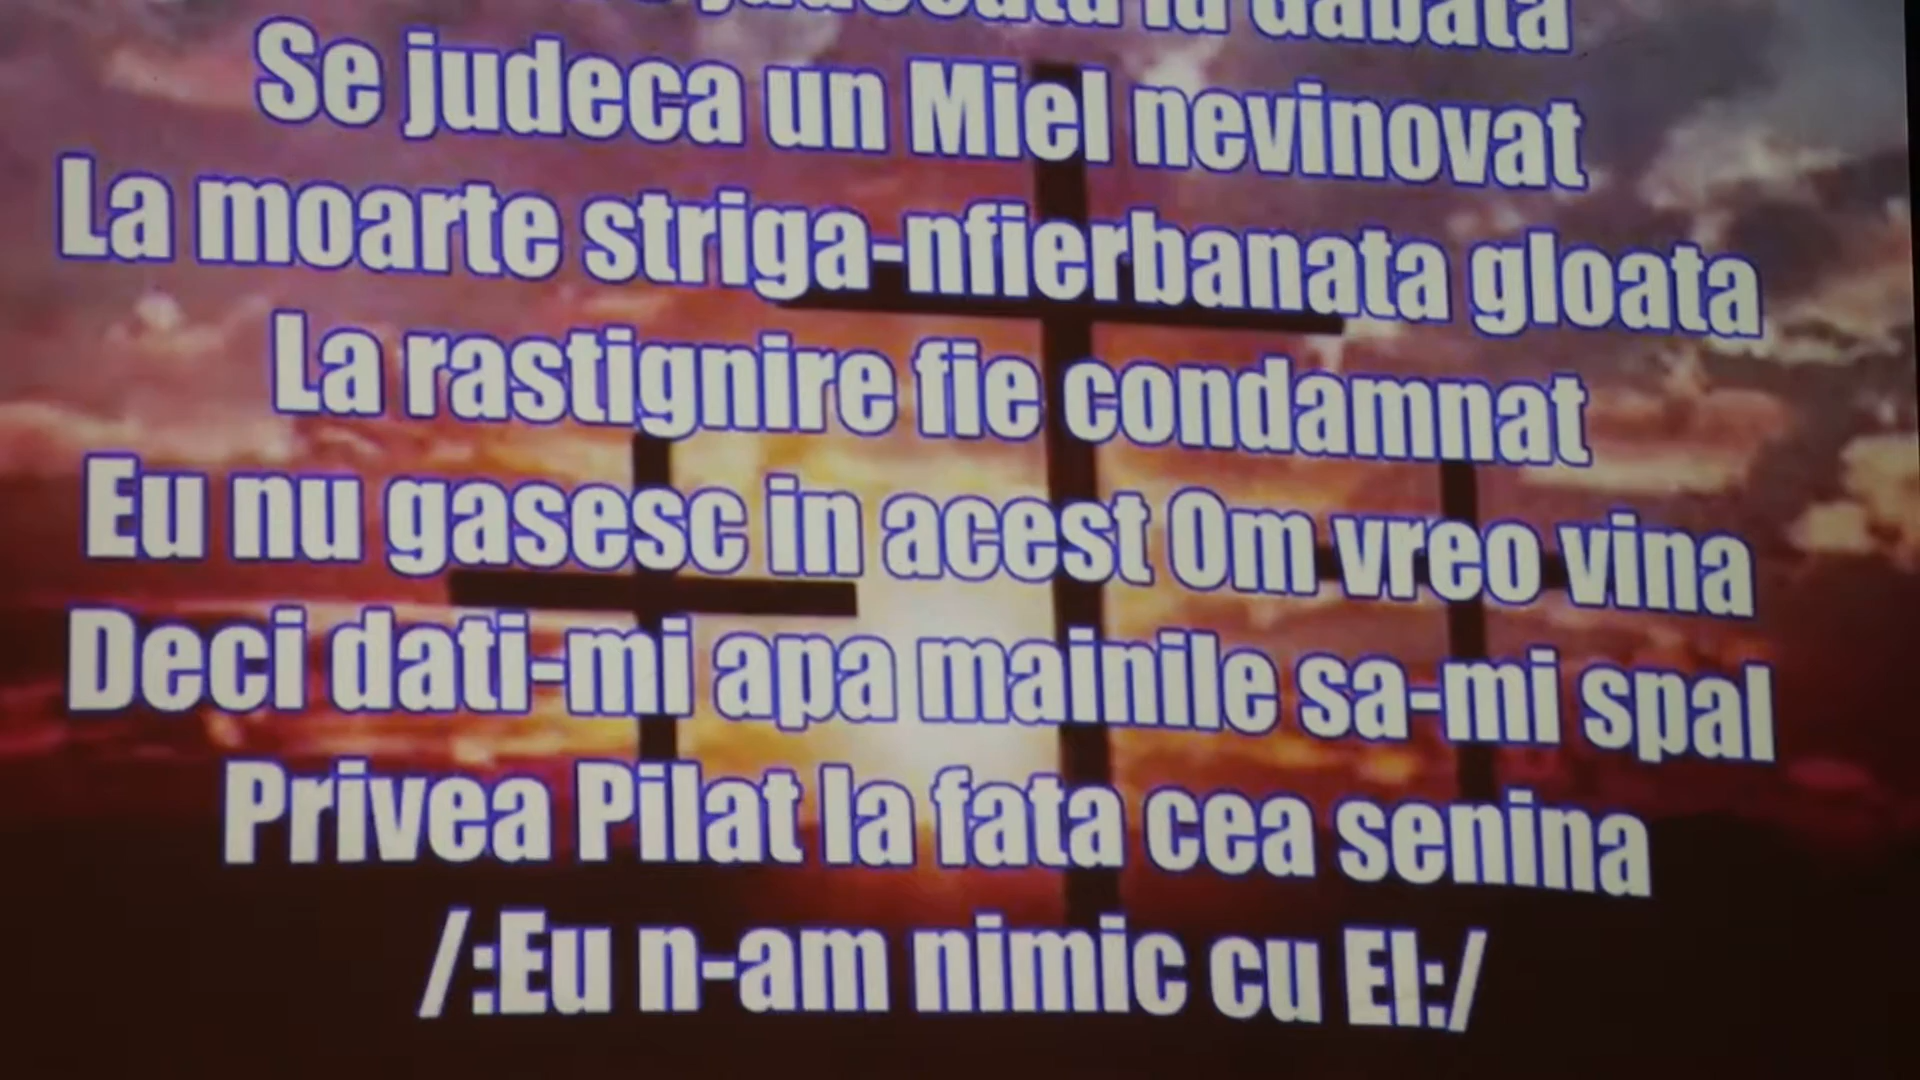 la Gabata
Se judeca un Miel nevinovat
La moarte striga-nfierbanata gloata
La rastignire fie condamnat
Eu nu gasesc in acest Om vreo vina
Deci dati-mi apa mainile sa-mi spal
Privea Pilat la fata cea senina
/:Eu n-am nimic cu El:/